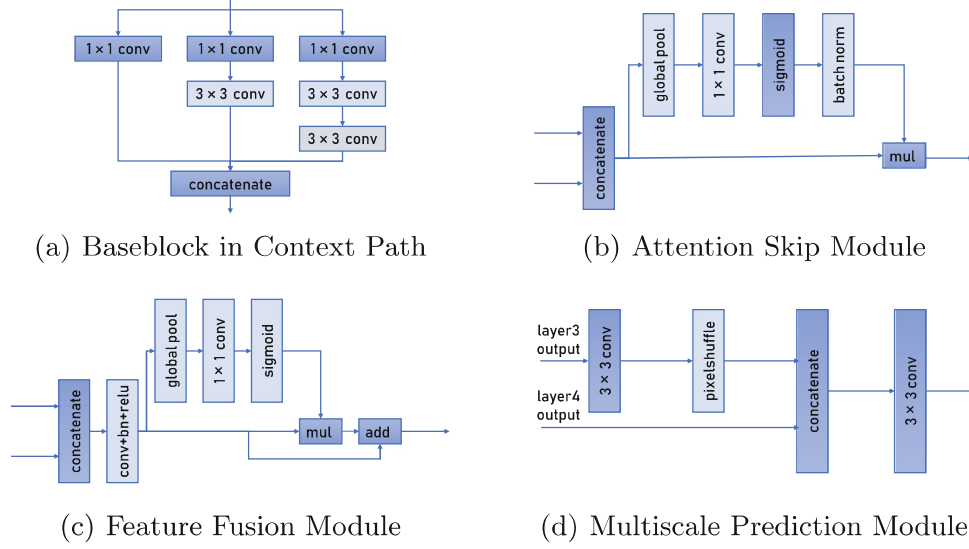 1 × 1 conv
1 × 1 conv
1 × 1 conv
3 × 3 conv
3 × 3 conv
3 × 3 conv
concatenate
(a) Baseblock in Context Path
concatenate
global pool
1 × 1 conv
sigmoid
batch norm
mul
(b) Attention Skip Module
concatenate
conv+bn+relu
global pool
1 × 1 conv
sigmoid
mul
add
(c) Feature Fusion Module
layer3
output
layer4
output
3 × 3 conv
pixelshuffle
concatenate
3 × 3 conv
(d) Multiscale Prediction Module